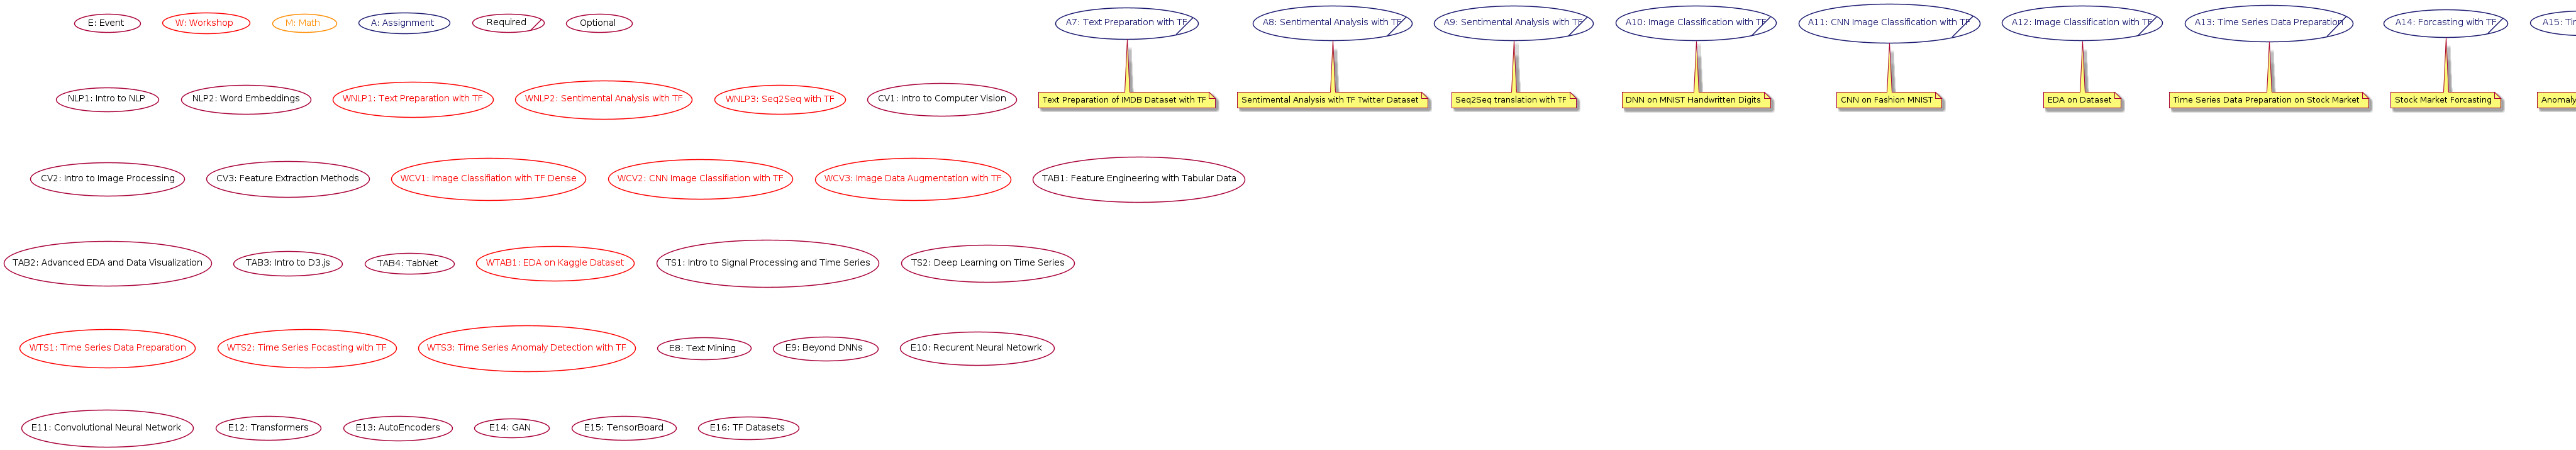 E: Event
W: Workshop
M: Math
A: Assignment
Required
Optional
A7: Text Preparation with TF
A8: Sentimental Analysis with TF
A9: Sentimental Analysis with TF
A10: Image Classification with TF
A11: CNN Image Classification with TF
A12: Image Classification with TF
A13: Time Series Data Preparation
A14: Forcasting with TF
A15:
NLP1: Intro to NLP
NLP2: Word Embeddings
WNLP1: Text Preparation with TF
WNLP2: Sentimental Analysis with TF
WNLP3: Seq2Seq with TF
CV1: Intro to Computer Vision
Text Preparation of IMDB Dataset with TF
Sentimental Analysis with TF Twitter Dataset
Seq2Seq translation with TF
DNN on MNIST Handwritten Digits
CNN on Fashion MNIST
EDA on Dataset
Time Series Data Preparation on Stock Market
Stock Market Forcasting
Anomaly
CV2: Intro to Image Processing
CV3: Feature Extraction Methods
WCV1: Image Classifiation with TF Dense
WCV2: CNN Image Classifiation with TF
WCV3: Image Data Augmentation with TF
TAB1: Feature Engineering with Tabular Data
TAB2: Advanced EDA and Data Visualization
TAB3: Intro to D3.js
TAB4: TabNet
WTAB1: EDA on Kaggle Dataset
TS1: Intro to Signal Processing and Time Series
TS2: Deep Learning on Time Series
WTS1: Time Series Data Preparation
WTS2: Time Series Focasting with TF
WTS3: Time Series Anomaly Detection with TF
E8: Text Mining
E9: Beyond DNNs
E10: Recurent Neural Netowrk
E11: Convolutional Neural Network
E12: Transformers
E13: AutoEncoders
E14: GAN
E15: TensorBoard
E16: TF Datasets